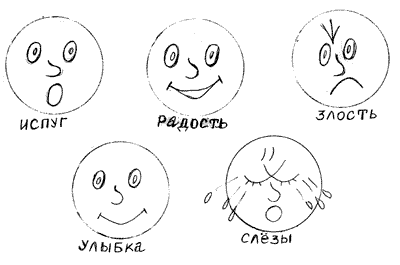 испуг
радость
злость
улыбка
слёзы